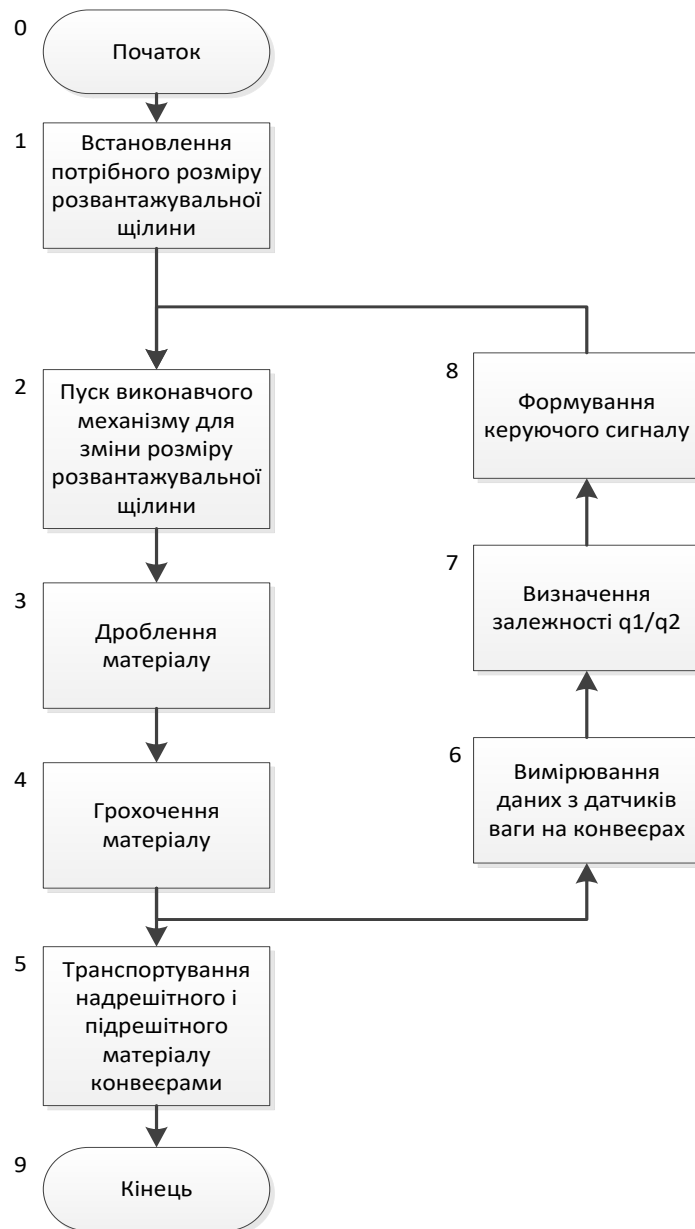 0
Початок
1
Встановлення
потрібного розміру
розвантажувальної
щілини
2
Пуск виконавчого
механізму для
зміни розміру
розвантажувальної
щілини
3
Дроблення
матеріалу
4
Грохочення
матеріалу
5
Транспортування
надрешітного і
підрешітного
матеріалу
конвеєрами
9
Кінець
8
Формування
керуючого сигналу
7
Визначення
залежності q1/q2
6
Вимірювання
даних з датчиків
ваги на конвеєрах